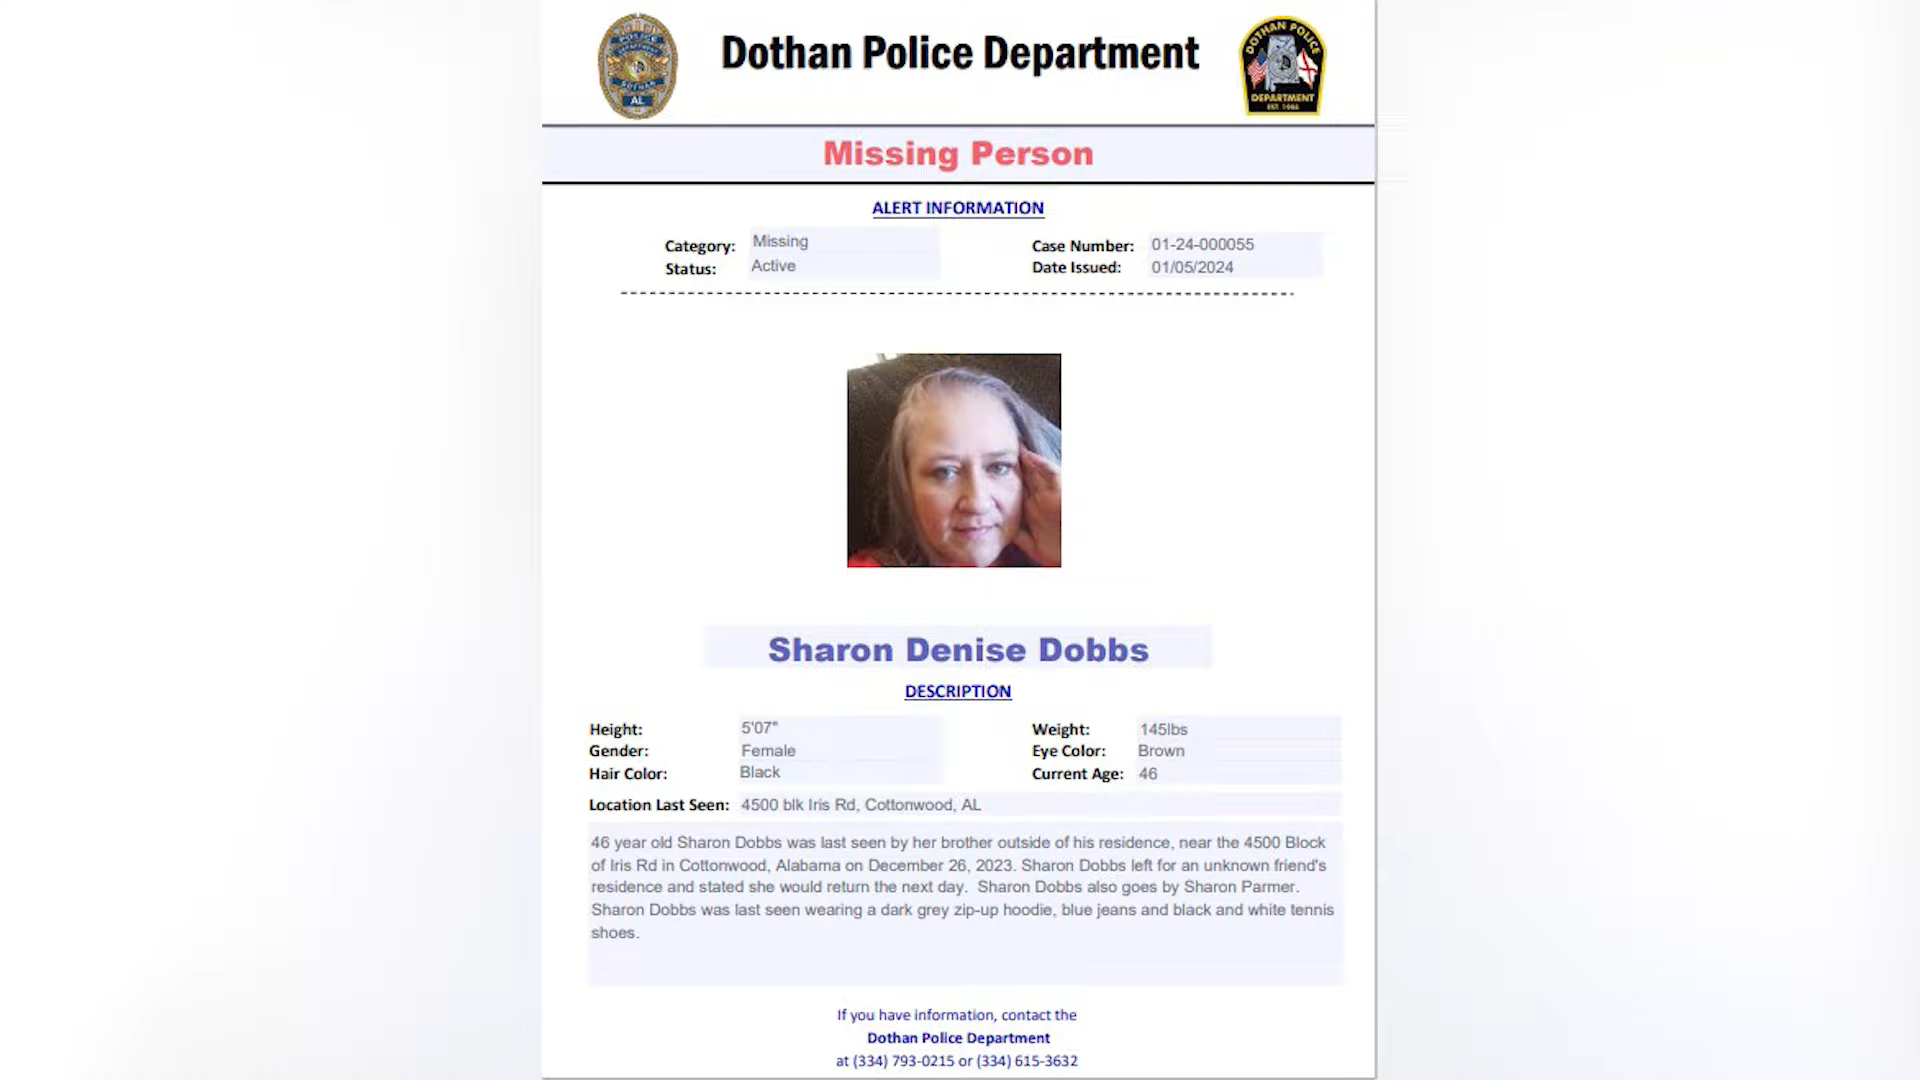 POLICE
DEPARTMENT
DOTHAN
AL
Dothan Police Department
DOTHAN POLICE
DEPARTMENT
Missing Person
ALERT INFORMATION
Category: Missing Case Number: 01-24-000055
Status: Active Date Issued: 01/05/2024
Sharon Denise Dobbs
DESCRIPTION
Height: 5'07" Weight: 145lbs
Gender: Female Eye Color: Brown
Hair Color: Black Current Age: 46
Location Last Seen: 4500 blk Iris Rd, Cottonwood, AL
46 year old Sharon Dobbs was last seen by her brother outside of his residence, near the 4500 Block
of Iris Rd in Cottonwood, Alabama on December 26, 2023. Sharon Dobbs left for an unknown friend's
residence and stated she would return the next day. Sharon Dobbs also goes by Sharon Parmer.
Sharon Dobbs was last seen wearing a dark grey zip-up hoodie, blue jeans and black and white tennis
shoes.
If you have information, contact the
Dothan Police Department
at (334) 793-0215 or (334) 615-3632